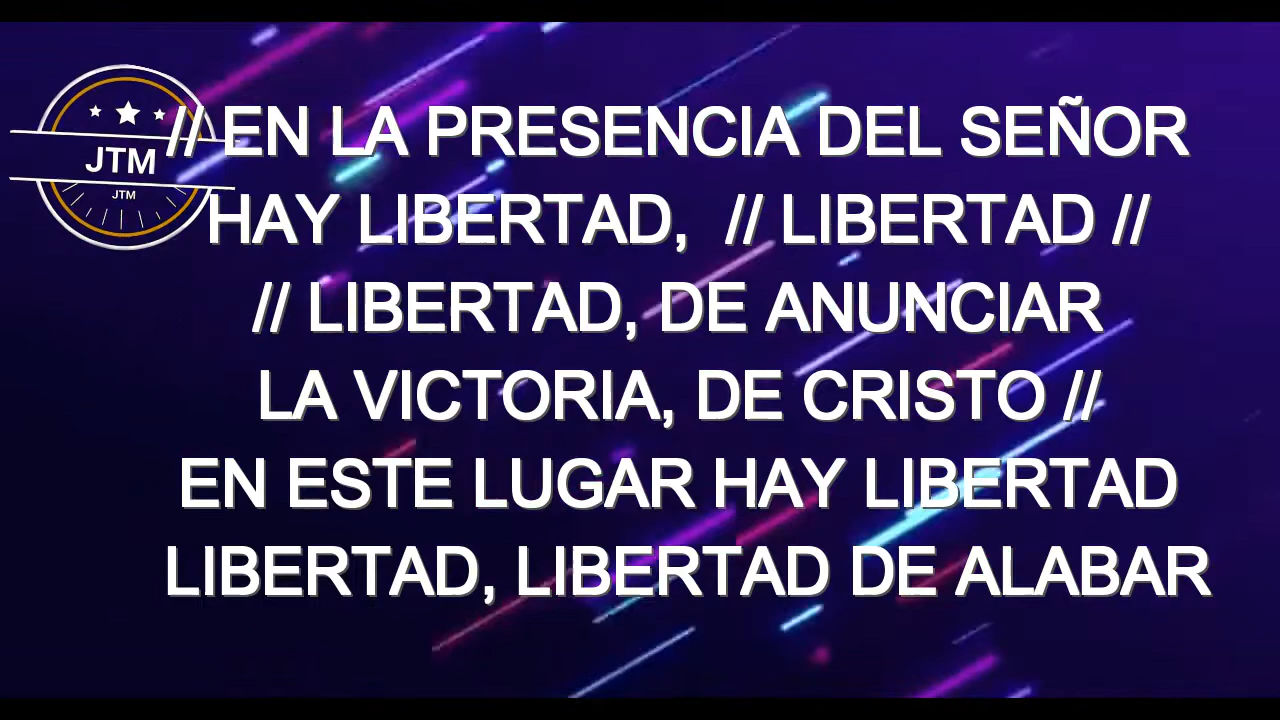 JTM
JTM
// EN LA PRESENCIA DEL SEÑOR
HAY LIBERTAD, // LIBERTAD //
// LIBERTAD, DE ANUNCIAR
LA VICTORIA, DE CRISTO //
EN ESTE LUGAR HAY LIBERTAD
LIBERTAD, LIBERTAD DE ALABAR